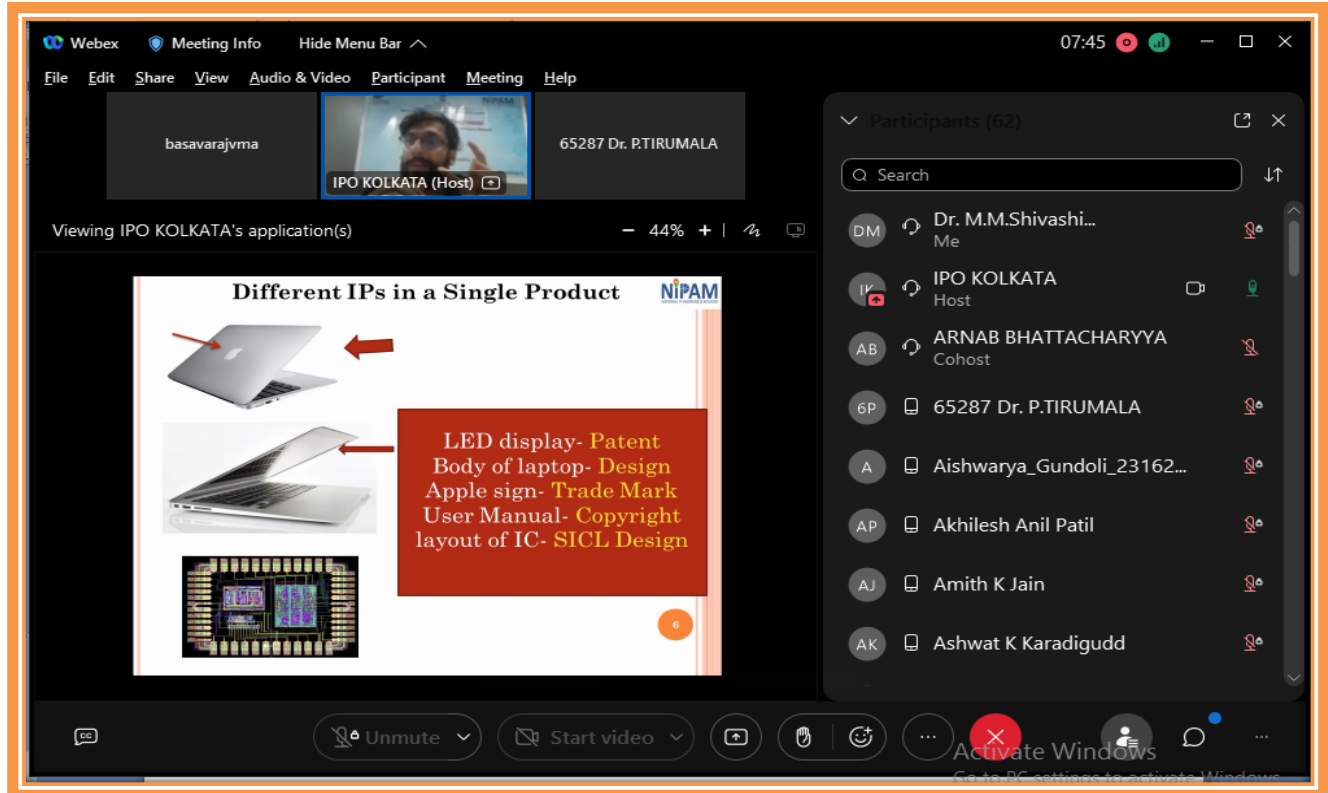 Webex Meeting Info Hide Menu Bar 07:45
File Edit Share View Audio & Video Participant Meeting Help
basavarajvma
NiPAM
IPO KOLKATA (Host)
65287 Dr. P.TIRUMALA
Viewing IPO KOLKATA's application(s) − 44% +
Different IPs in a Single Product
NiPAM
LED display- Patent
Body of laptop- Design
Apple sign- Trade Mark
User Manual- Copyright
layout of IC- SICL Design
6
Participants (62)
Search
DM Dr. M.M.Shivashi...
Me
IK IPO KOLKATA
Host
AB ARNAB BHATTACHARYYA
Cohost
6P 65287 Dr. P.TIRUMALA
A Aishwarya_Gundoli_23162...
AP Akhilesh Anil Patil
AJ Amith K Jain
AK Ashwat K Karadigudd
CC Unmute Start video ...
Activate Windows
Go to PC settings to activate Windows.